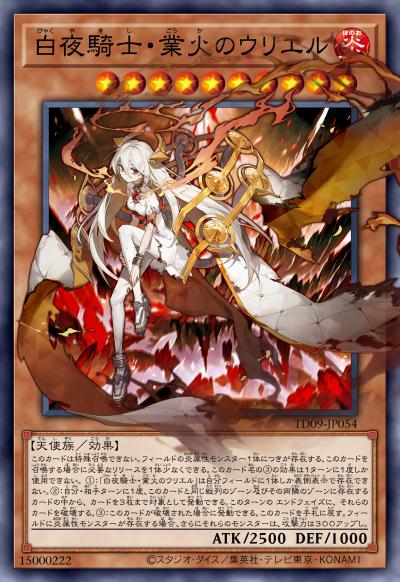 白夜騎士・業火のウリエル
炎
TD09-JP054
【天使族／効果】
このカードは特殊召喚できない。フィールドの炎属性モンスター1体につきが存在する。このカードを
召喚する場合に必要なリリースを1体少なくできる。このカード名の③の効果は1ターンに1度しか
使用できない。①：「白夜騎士・業火のウリエル」は自分フィールドに1体しか表側表示で存在でき
ない。②：自分・相手ターンに1度、このカードと同じ縦列のゾーン及びその両隣のゾーンに存在する
カードの中から、カードを3枚まで対象として発動できる。このターンの エンドフェイズに、それらの
カードを破壊する。③：このカードが破壊された場合に発動できる。このカードを手札に戻す。フィー
ルドに炎属性モンスターが存在する場合、さらにそれらのモンスターは、攻撃力は300アップし。
ATK/2500 DEF/1000
15000222
©スタジオ・ダイス／集英社・テレビ東京・KONAMI